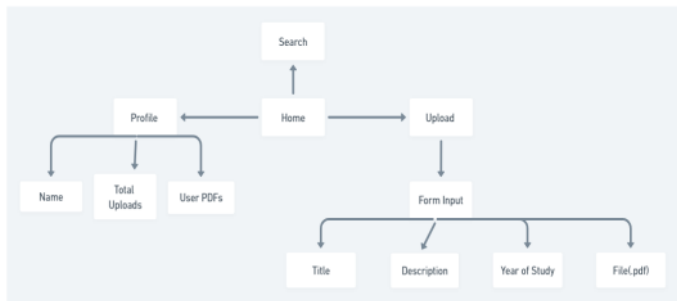 Search
Profile
Home
Upload
Name
Total
Uploads
User PDFs
Form Input
Title
Description
Year of Study
File(.pdf)